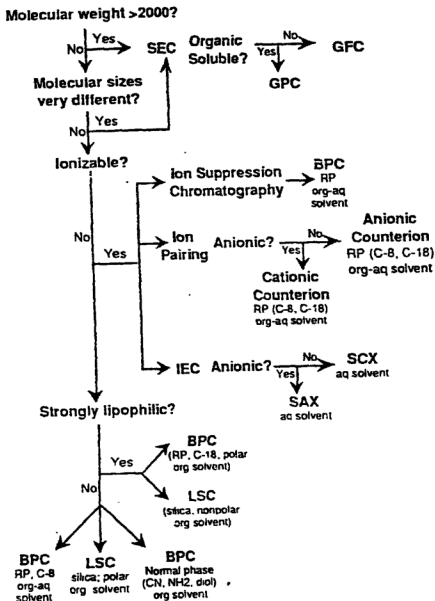 Molecular weight >2000?
Yes
No
SEC
Organic
Soluble?
No
GFC
Yes
GPC
Molecular sizes
very different?
Yes
No
Ionizable?
Ion Suppression
Chromatography
BPC
RP
org-aq
solvent
No
Yes
Ion
Pairing
Anionic?
No
Anionic
Counterion
RP (C-8, C-18)
org-aq solvent
Yes
Cationic
Counterion
RP (C-8, C-18)
org-aq solvent
IEC
Anionic?
No
SCX
aq solvent
Yes
SAX
aq solvent
Strongly lipophilic?
Yes
BPC
(RP, C-18, polar
org solvent)
No
LSC
(silica, nonpolar
org solvent)
BPC
RP, C-8
org-aq
solvent
LSC
silica; polar
org solvent
BPC
Normal phase
(CN, NH2, diol)
org solvent